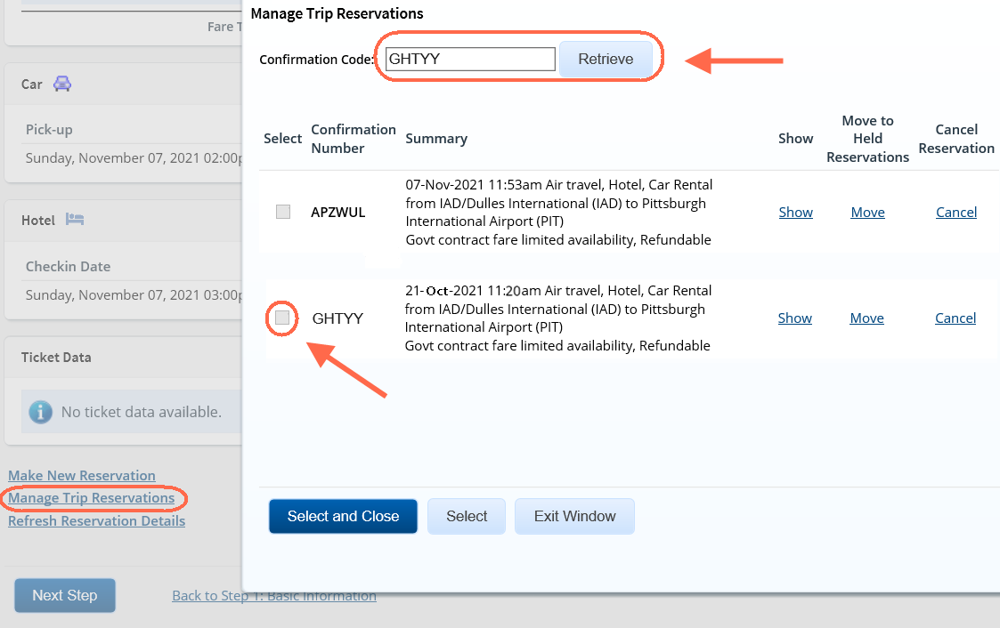 Fare T
Car
Pick-up
Sunday, November 07, 2021 02:00p
Hotel
Checkin Date
Sunday, November 07, 2021 03:00p
Ticket Data
No ticket data available.
Make New Reservation
Manage Trip Reservations
Refresh Reservation Details
Next Step
Back to Step 1: Basic Information
Manage Trip Reservations
Confirmation Code:
GHTYY
Retrieve
Select
Confirmation
Number
Summary
Show
Move to
Held
Reservations
Cancel
Reservation
APZWUL
07-Nov-2021 11:53am Air travel, Hotel, Car Rental
from IAD/Dulles International (IAD) to Pittsburgh
International Airport (PIT)
Govt contract fare limited availability, Refundable
Show
Move
Cancel
GHTYY
21-Oct-2021 11:20am Air travel, Hotel, Car Rental
from IAD/Dulles International (IAD) to Pittsburgh
International Airport (PIT)
Govt contract fare limited availability, Refundable
Show
Move
Cancel
Select and Close
Select
Exit Window